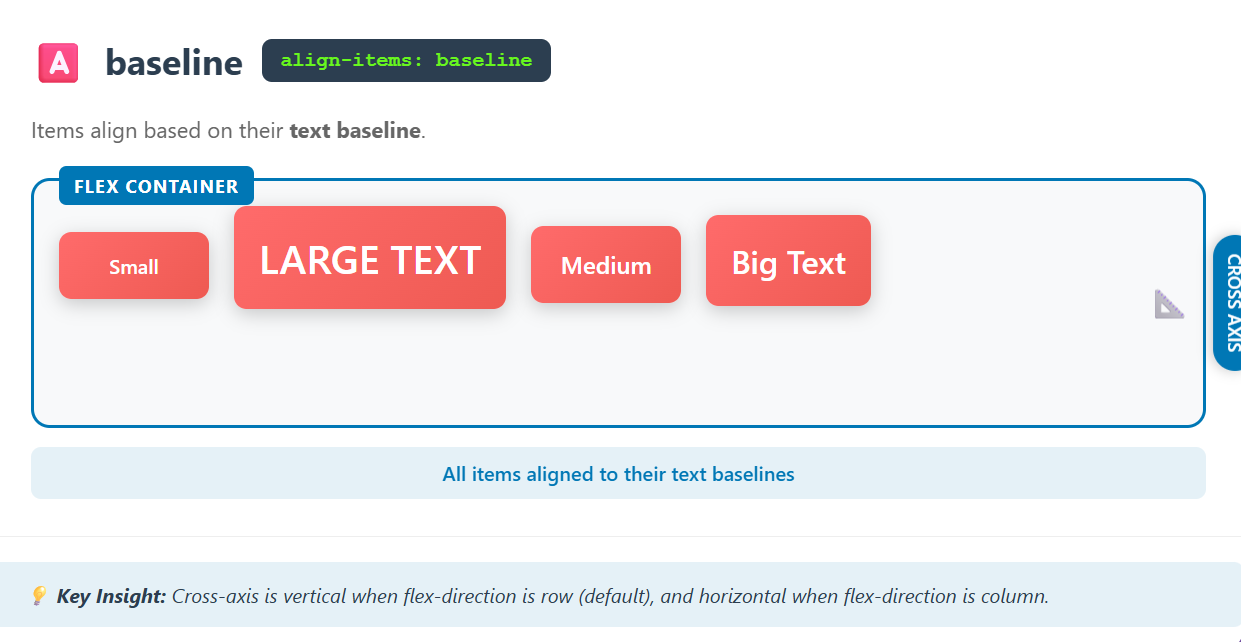 🅰️ baseline align-items: baseline
Items align based on their text baseline.
FLEX CONTAINER
Small LARGE TEXT Medium Big Text
CROSS AXIS
All items aligned to their text baselines
💡 Key Insight: Cross-axis is vertical when flex-direction is row (default), and horizontal when flex-direction is column.